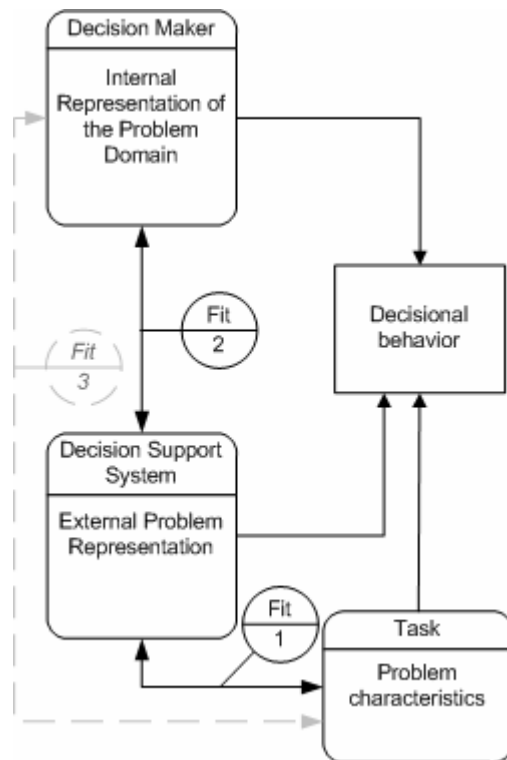 Decision Maker
Internal
Representation of
the Problem
Domain
Fit
2
Decisional
behavior
Fit
3
Decision Support
System
External Problem
Representation
Fit
1
Task
Problem
characteristics